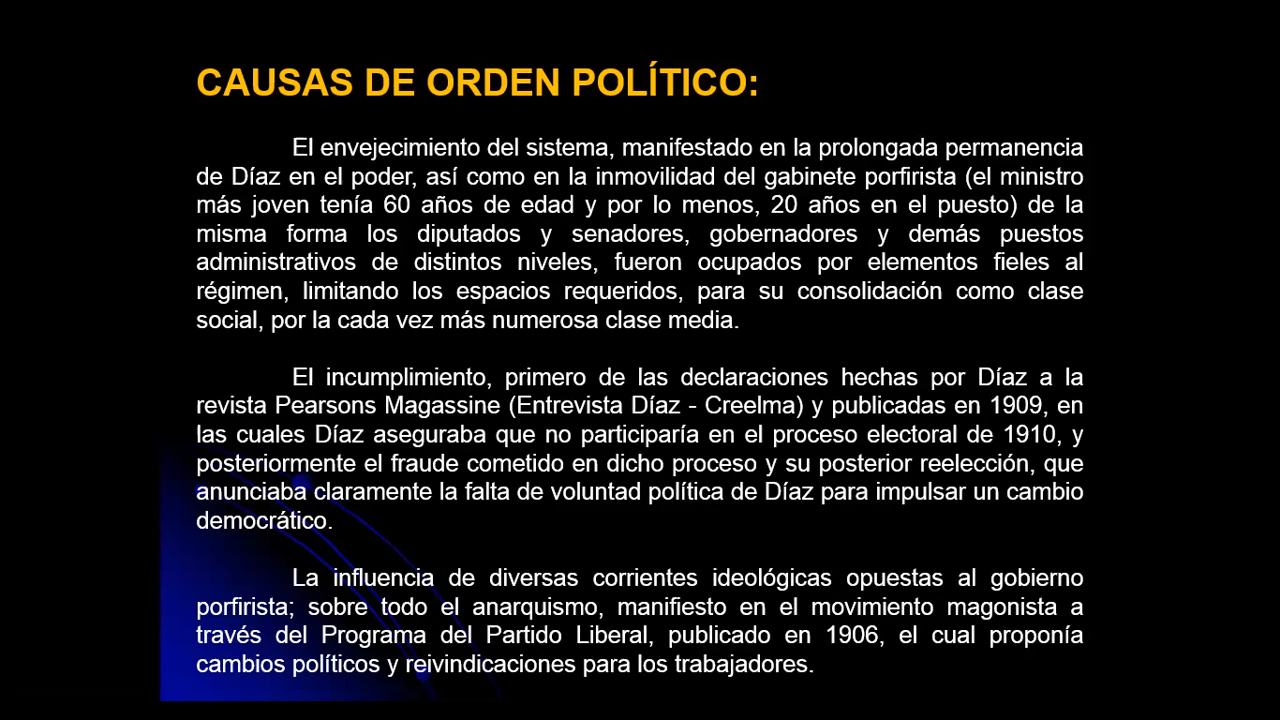 CAUSAS DE ORDEN POLÍTICO:
El envejecimiento del sistema, manifestado en la prolongada permanencia
de Díaz en el poder, así como en la inmovilidad del gabinete porfirista (el ministro
más joven tenía 60 años de edad y por lo menos, 20 años en el puesto) de la
misma forma los diputados y senadores, gobernadores y demás puestos
administrativos de distintos niveles, fueron ocupados por elementos fieles al
régimen, limitando los espacios requeridos, para su consolidación como clase
social, por la cada vez más numerosa clase media.
El incumplimiento, primero de las declaraciones hechas por Díaz a la
revista Pearsons Magassine (Entrevista Díaz - Creelma) y publicadas en 1909, en
las cuales Díaz aseguraba que no participaría en el proceso electoral de 1910, y
posteriormente el fraude cometido en dicho proceso y su posterior reelección, que
anunciaba claramente la falta de voluntad política de Díaz para impulsar un cambio
democrático.
La influencia de diversas corrientes ideológicas opuestas al gobierno
porfirista; sobre todo el anarquismo, manifiesto en el movimiento magonista a
través del Programa del Partido Liberal, publicado en 1906, el cual proponía
cambios políticos y reivindicaciones para los trabajadores.